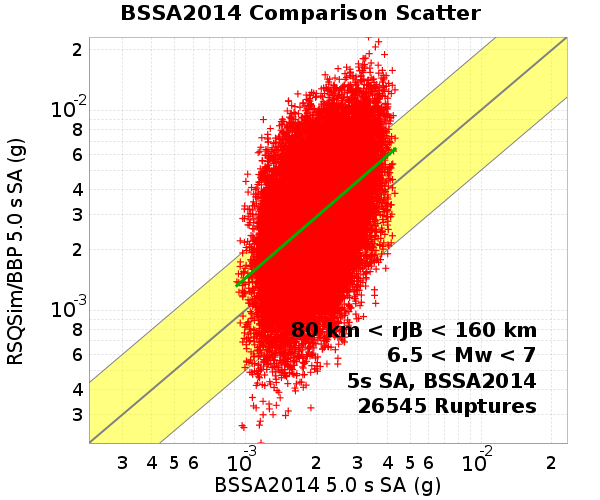 BSSA2014 Comparison Scatter
RSQSim/BBP 5.0 s SA (g)
2
10⁻²
8
6
4
3
2
10⁻³
8
6
4
3
80 km < rJB < 160 km
6.5 < Mw < 7
5s SA, BSSA2014
26545 Ruptures
3 4 5 6 10⁻³ 2 3 4 5 6 10⁻² 2
BSSA2014 5.0 s SA (g)